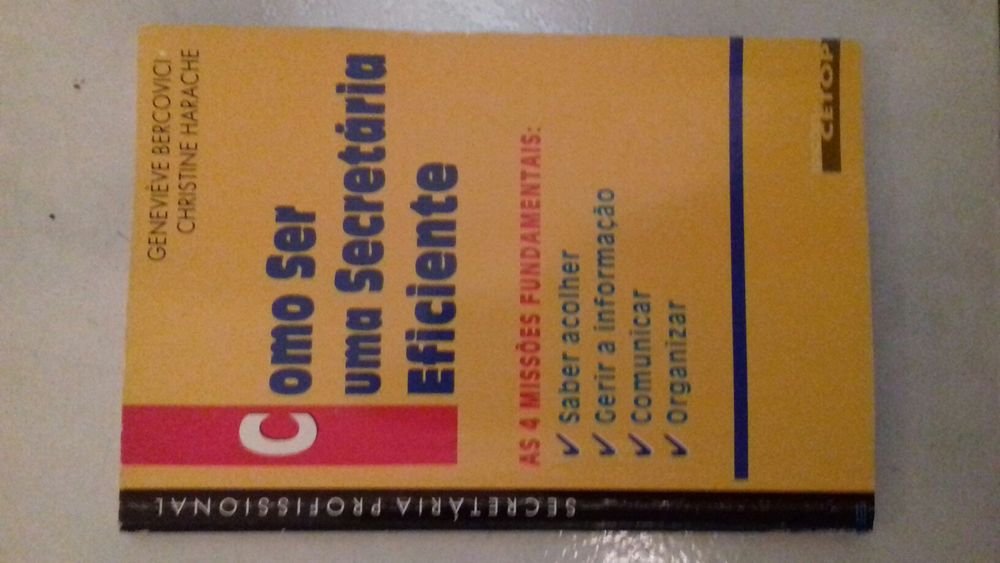 GENEVIÈVE BERCOVICI
CHRISTINE HARACHE
Como Ser
uma Secretária
Eficiente
AS 4 MISSÕES FUNDAMENTAIS:
✓ Saber acolher
✓ Gerir a informação
✓ Comunicar
✓ Organizar
CETOP
SECRETÁRIA PROFISSIONAL